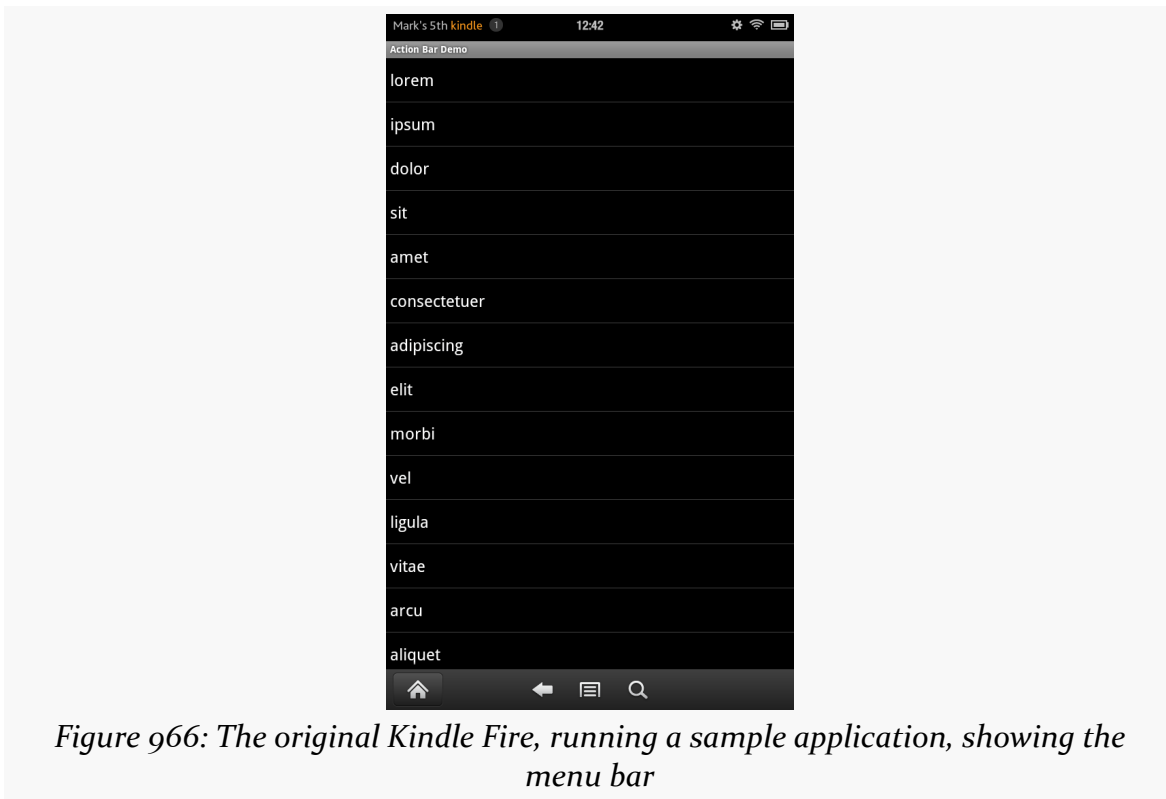 Mark's 5th kindle 1 12:42
Action Bar Demo
lorem
ipsum
dolor
sit
amet
consectetuer
adipiscing
elit
morbi
vel
ligula
vitae
arcu
aliquet
Figure 966: The original Kindle Fire, running a sample application, showing the
menu bar